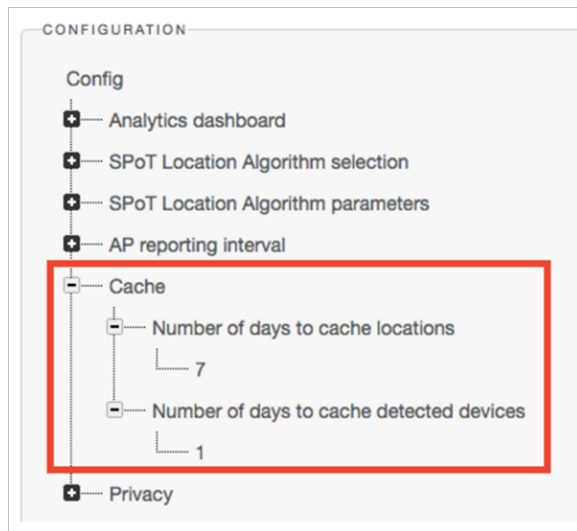 CONFIGURATION
Config
Analytics dashboard
SPoT Location Algorithm selection
SPoT Location Algorithm parameters
AP reporting interval
Cache
Number of days to cache locations
7
Number of days to cache detected devices
1
Privacy